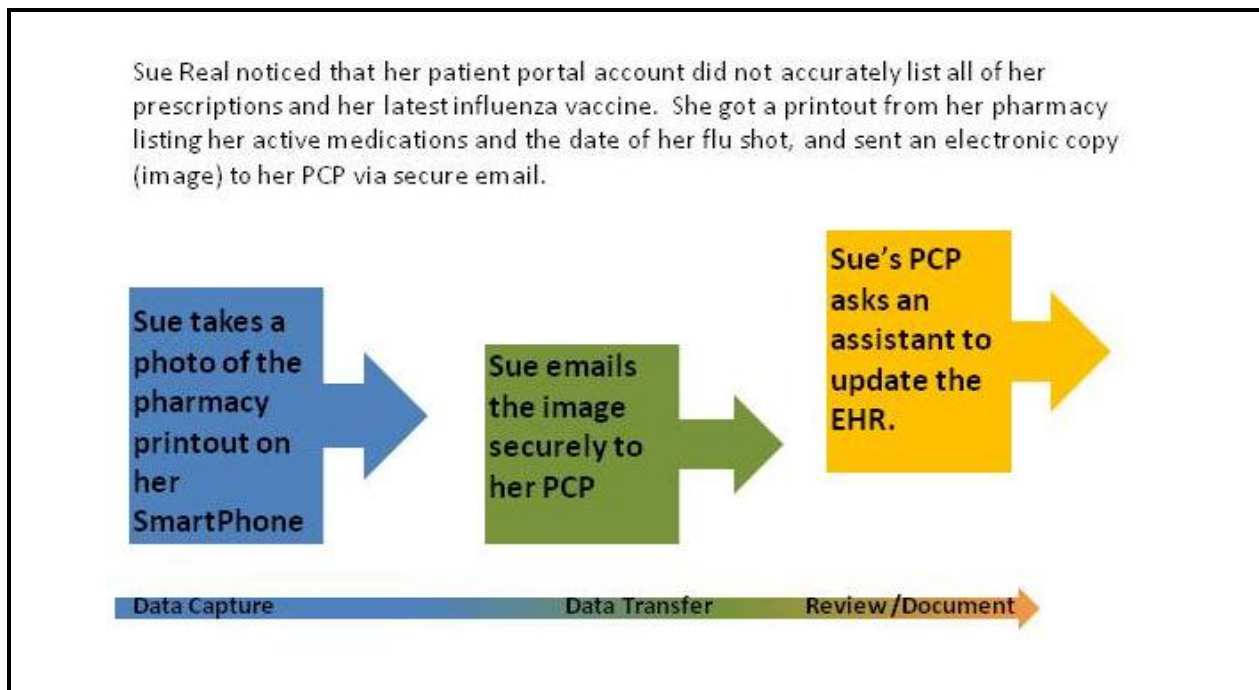 Sue Real noticed that her patient portal account did not accurately list all of her
prescriptions and her latest influenza vaccine.  She got a printout from her pharmacy
listing her active medications and the date of her flu shot, and sent an electronic copy
(image) to her PCP via secure email.
Sue takes a
photo of the
pharmacy
printout on
her
SmartPhone
Sue emails
the image
securely to
her PCP
Sue's PCP
asks an
assistant to
update the
EHR.
Data Capture
Data Transfer
Review/Document